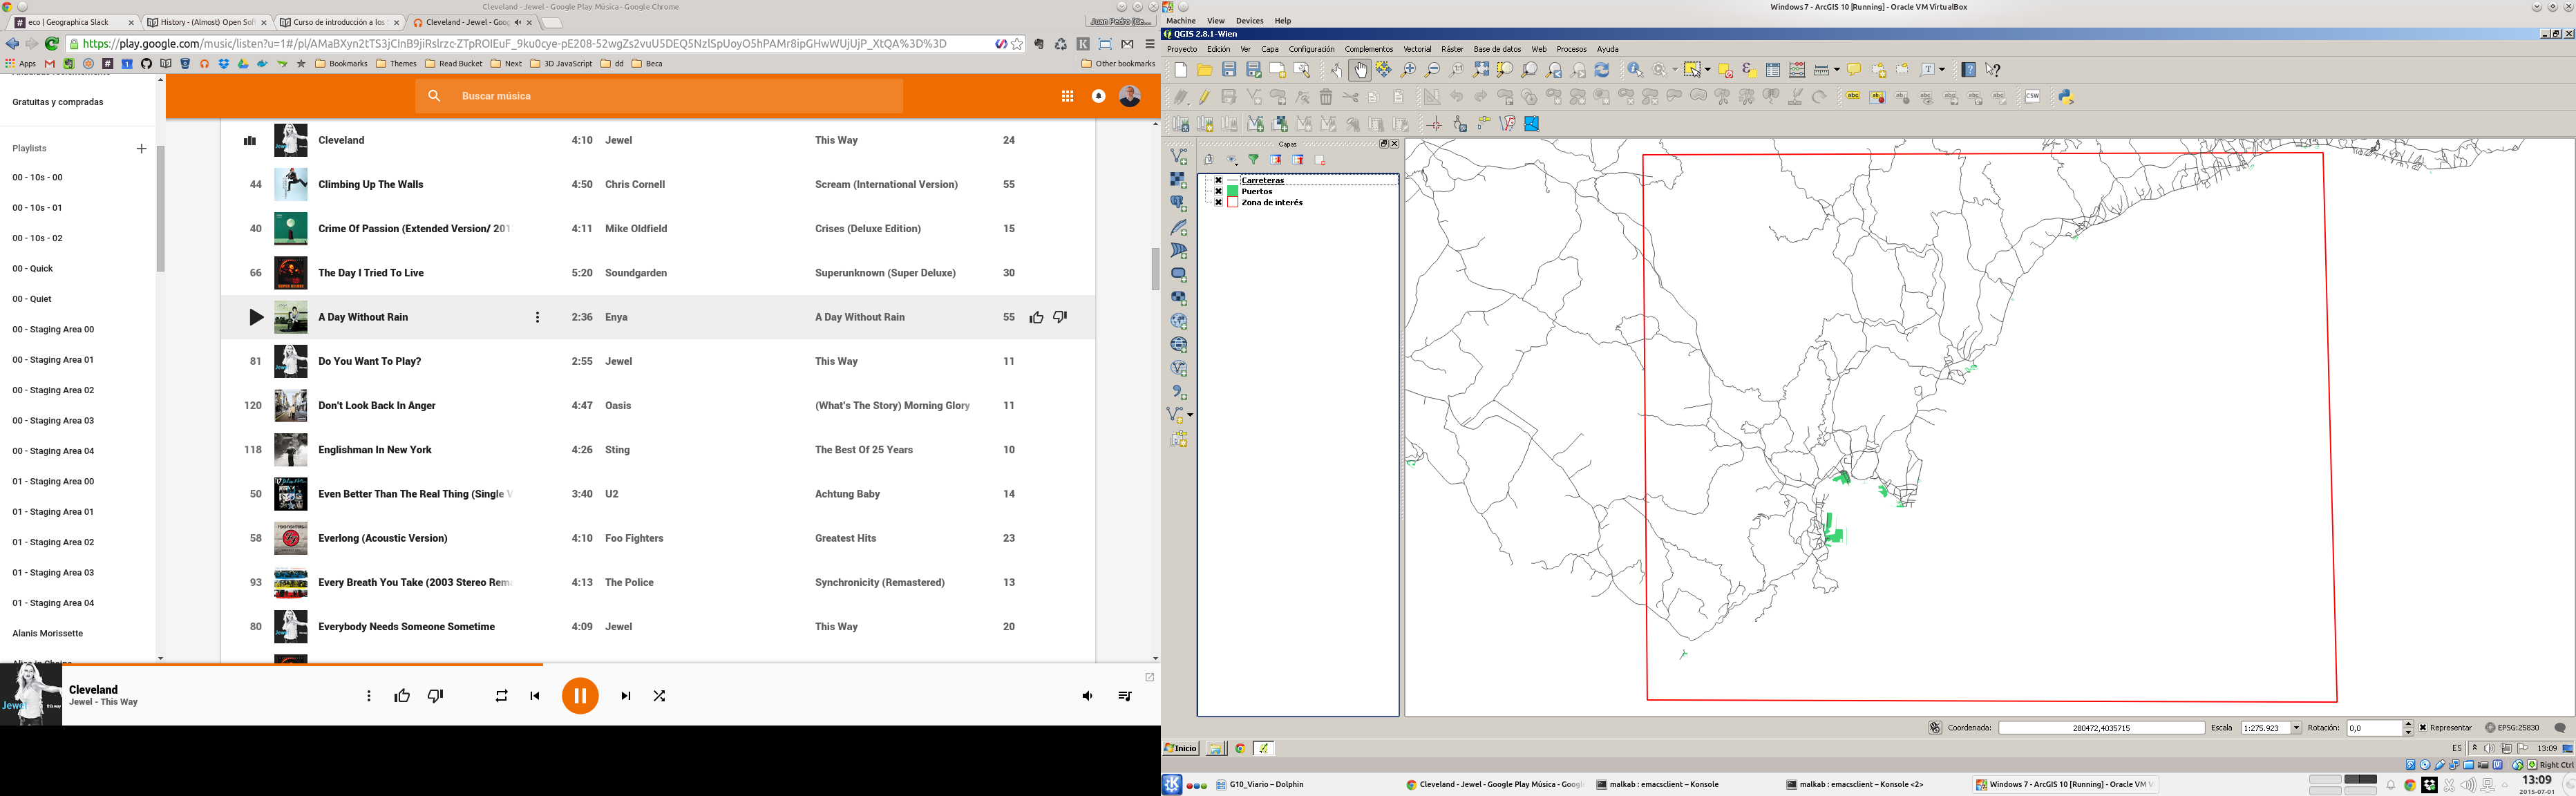 Cleveland - Jewel - Google Play Música - Google Chrome
eco | Geographica Slack
History - (Almost) Open Sof
Curso de introducción a los
Cleveland - Jewel - Goog
Juan Pedro (Ge...
Apps
Bookmarks
Themes
Read Bucket
Next
3D JavaScript
dd
Beca
Other bookmarks
Gratuitas y compradas
Playlists
00 - 10s - 00
00 - 10s - 01
00 - 10s - 02
00 - Quick
00 - Quiet
00 - Staging Area 00
00 - Staging Area 01
00 - Staging Area 02
00 - Staging Area 03
00 - Staging Area 04
01 - Staging Area 00
01 - Staging Area 01
01 - Staging Area 02
01 - Staging Area 03
01 - Staging Area 04
Alanis Morissette
Buscar música
Cleveland 4:10 Jewel This Way 24
44 Climbing Up The Walls 4:50 Chris Cornell Scream (International Version) 55
40 Crime Of Passion (Extended Version/ 201 4:11 Mike Oldfield Crises (Deluxe Edition) 15
66 The Day I Tried To Live 5:20 Soundgarden Superunknown (Super Deluxe) 30
A Day Without Rain 2:36 Enya A Day Without Rain 55
81 Do You Want To Play? 2:55 Jewel This Way 11
120 Don't Look Back In Anger 4:47 Oasis (What's The Story) Morning Glory 11
118 Englishman In New York 4:26 Sting The Best Of 25 Years 10
50 Even Better Than The Real Thing (Single V 3:40 U2 Achtung Baby 14
58 Everlong (Acoustic Version) 4:10 Foo Fighters Greatest Hits 23
93 Every Breath You Take (2003 Stereo Rem 4:13 The Police Synchronicity (Remastered) 13
80 Everybody Needs Someone Sometime 4:09 Jewel This Way 20
Cleveland
Jewel - This Way
Windows 7 - ArcGIS 10 [Running] - Oracle VM VirtualBox
Machine View Devices Help
QGIS 2.8.1-Wien
Proyecto Edición Ver Capa Configuración Complementos Vectorial Ráster Base de datos Web Procesos Ayuda
Capas
Carreteras
Puertos
Zona de interés
Coordenada: 280472,4035715 Escala 1:275.923 Rotación: 0,0 Representar EPSG:25830
Inicio
ES 13:09
Right Ctrl
G10_Viario – Dolphin
Cleveland - Jewel - Google Play Música - Goog
malkab : emacsclient – Konsole
malkab : emacsclient – Konsole <2>
Windows 7 - ArcGIS 10 [Running] - Oracle VM V
13:09
2015-07-01